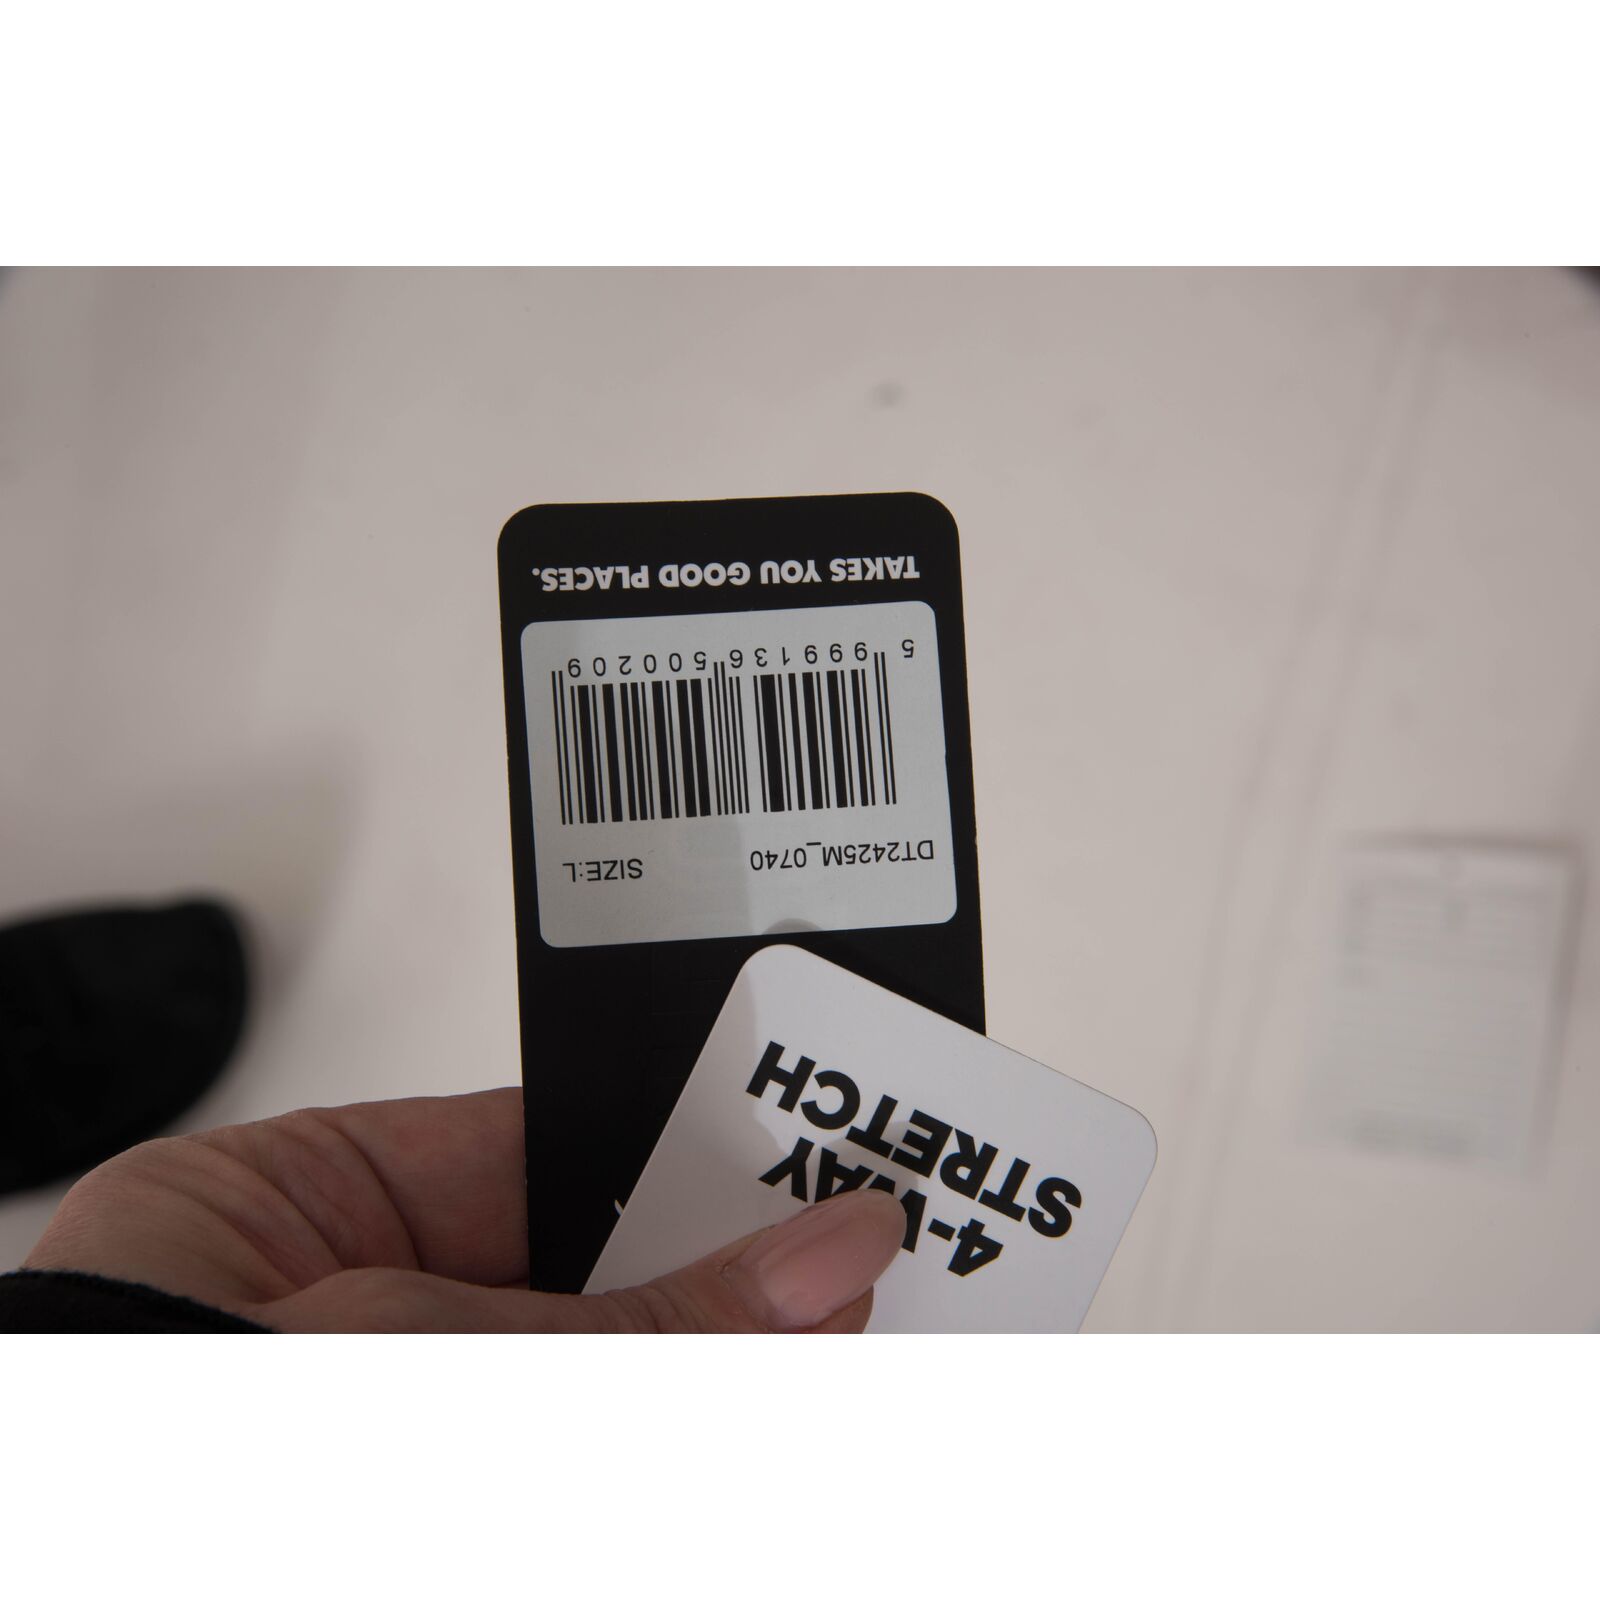 4-WAY
STRETCH
DT2425M_0740 SIZE:L
5 999136 500209
TAKES YOU GOOD PLACES.